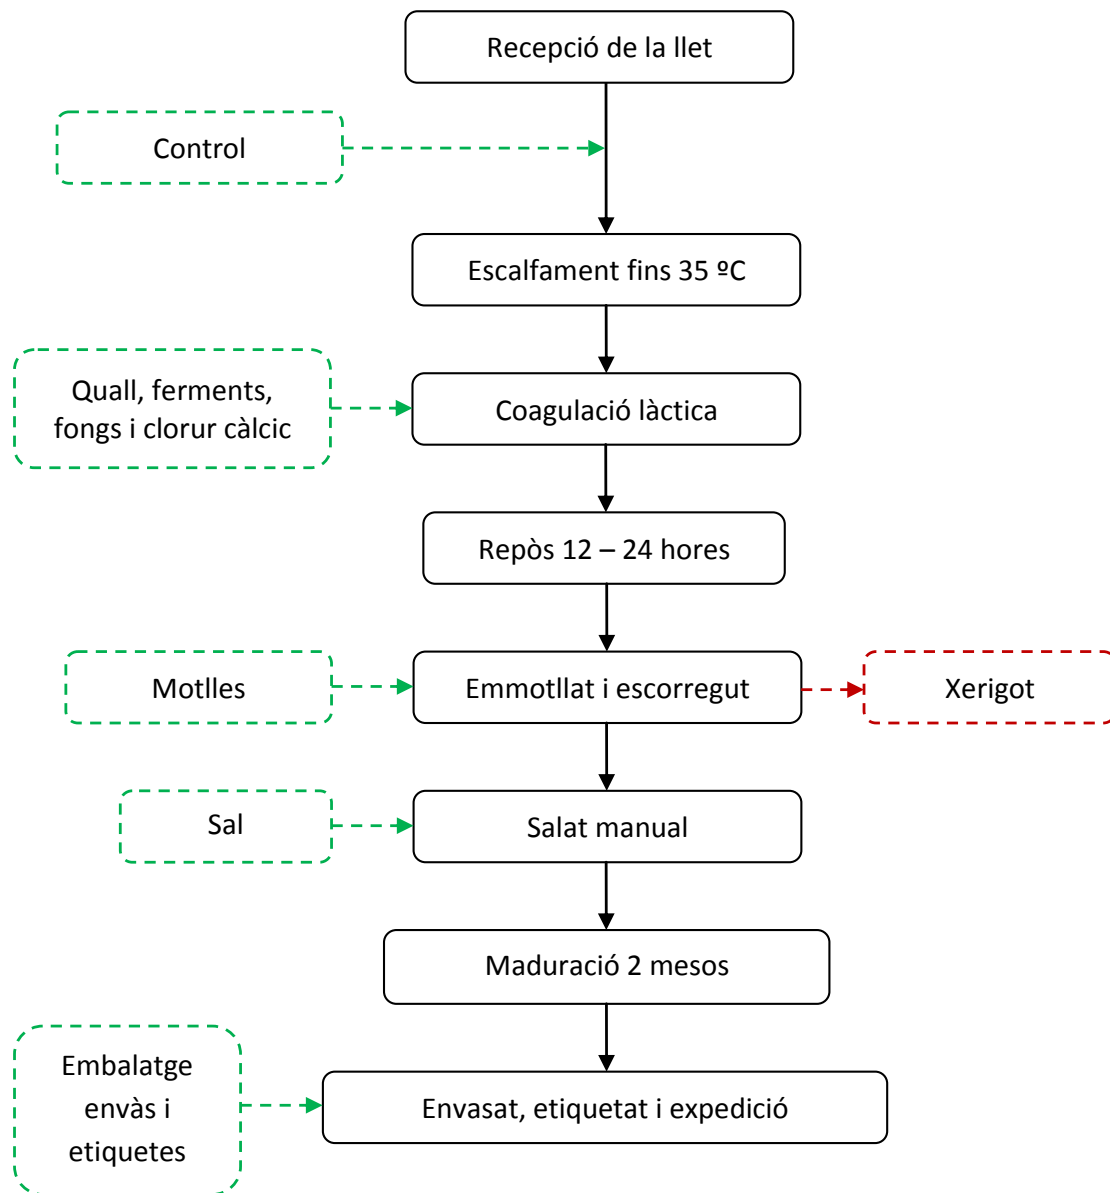 Recepció de la llet
Control
Escalfament fins 35 ºC
Quall, ferments,
fongs i clorur càlcic
Coagulació làctica
Repòs 12 – 24 hores
Motlles
Emmotllat i escorregut
Xerigot
Sal
Salat manual
Maduració 2 mesos
Embalatge
envàs i
etiquetes
Envasat, etiquetat i expedició